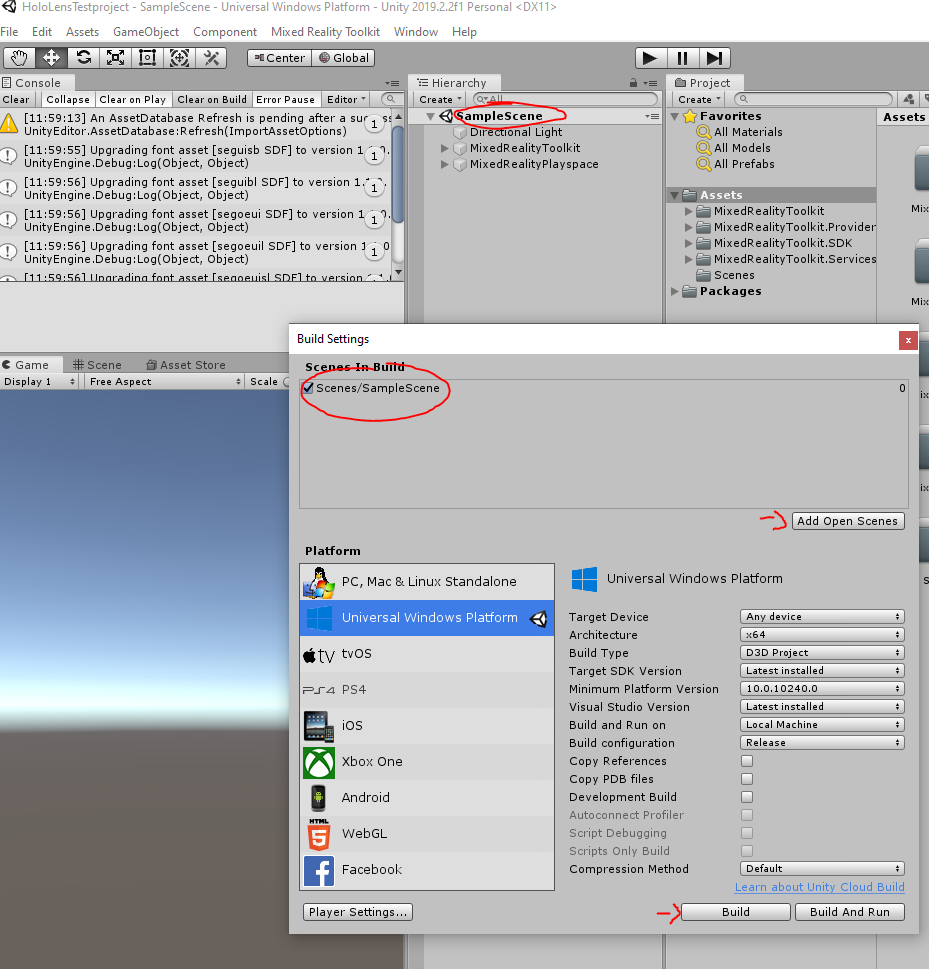 HoloLensTestproject - SampleScene - Universal Windows Platform - Unity 2019.2.2f1 Personal <DX11>
File Edit Assets GameObject Component Mixed Reality Toolkit Window Help
Center Global
Console
Clear Collapse Clear on Play Clear on Build Error Pause Editor
[11:59:13] An AssetDatabase Refresh is pending after a
UnityEditor.AssetDatabase:Refresh(ImportAssetOptions)
1
[11:59:56] Upgrading font asset [seguisb SDF] to version
UnityEngine.Debug:Log(Object, Object)
1
[11:59:56] Upgrading font asset [seguibl SDF] to version
UnityEngine.Debug:Log(Object, Object)
1
[11:59:56] Upgrading font asset [segoeui SDF] to version
UnityEngine.Debug:Log(Object, Object)
1
[11:59:56] Upgrading font asset [segoeuil SDF] to version
UnityEngine.Debug:Log(Object, Object)
1
[11:59:56] Upgrading font asset [segoeuisl SDF] to version
Hierarchy
Create All
SampleScene
Directional Light
MixedRealityToolkit
MixedRealityPlayspace
Project
Create
Favorites
All Materials
All Models
All Prefabs
Assets
MixedRealityToolkit
MixedRealityToolkit.Provider
MixedRealityToolkit.SDK
MixedRealityToolkit.Services
Scenes
Packages
Assets
Game Scene Asset Store
Display 1 Free Aspect Scale
Build Settings
x
Scenes In Build
Scenes/SampleScene 0
Add Open Scenes
Platform
PC, Mac & Linux Standalone
Universal Windows Platform
tv tvOS
PS4 PS4
iOS
Xbox One
Android
HTML 5 WebGL
f Facebook
Universal Windows Platform
Target Device Any device
Architecture x64
Build Type D3D Project
Target SDK Version Latest installed
Minimum Platform Version 10.0.10240.0
Visual Studio Version Latest installed
Build and Run on Local Machine
Build configuration Release
Copy References
Copy PDB files
Development Build
Autoconnect Profiler
Script Debugging
Scripts Only Build
Compression Method Default
Learn about Unity Cloud Build
Player Settings... Build Build And Run